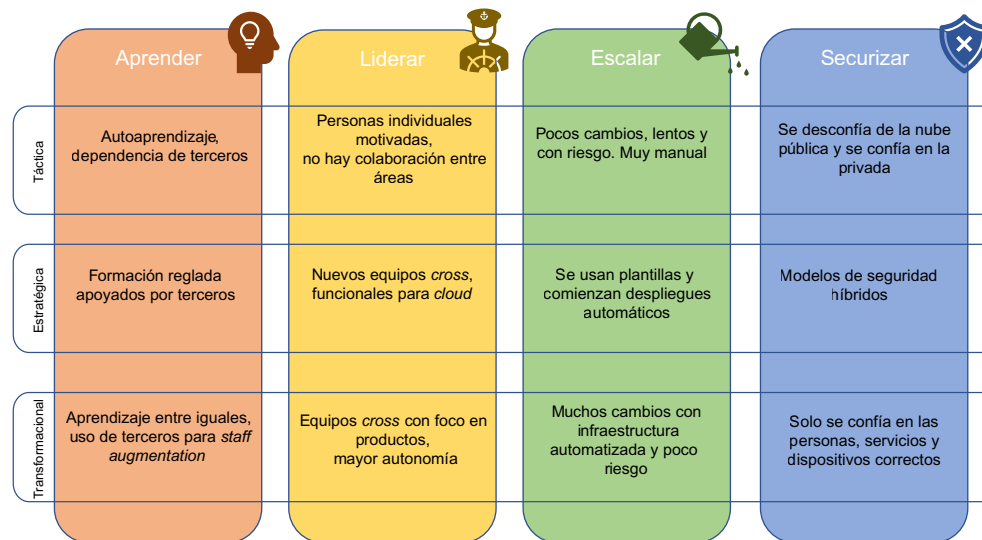 Aprender
Liderar
Escalar
Securizar
Táctica
Autoaprendizaje,
dependencia de terceros
Personas individuales
motivadas,
no hay colaboración entre
áreas
Pocos cambios, lentos y
con riesgo. Muy manual
Se desconfía de la nube
pública y se confía en la
privada
Estratégica
Formación reglada
apoyados por terceros
Nuevos equipos cross,
funcionales para cloud
Se usan plantillas y
comienzan despliegues
automáticos
Modelos de seguridad
híbridos
Transformacional
Aprendizaje entre iguales,
uso de terceros para staff
augmentation
Equipos cross con foco en
productos,
mayor autonomía
Muchos cambios con
infraestructura
automatizada y poco
riesgo
Solo se confía en las
personas, servicios y
dispositivos correctos